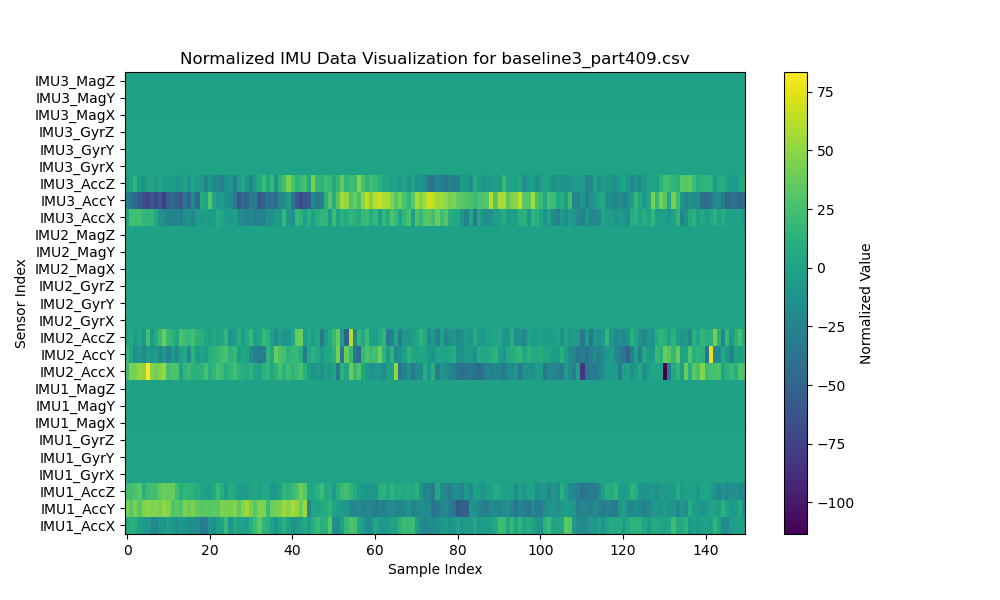 Normalized IMU Data Visualization for baseline3_part409.csv
IMU3_MagZ
IMU3_MagY
IMU3_MagX
IMU3_GyrZ
IMU3_GyrY
IMU3_GyrX
IMU3_AccZ
IMU3_AccY
IMU3_AccX
IMU2_MagZ
IMU2_MagY
IMU2_MagX
IMU2_GyrZ
IMU2_GyrY
IMU2_GyrX
IMU2_AccZ
IMU2_AccY
IMU2_AccX
IMU1_MagZ
IMU1_MagY
IMU1_MagX
IMU1_GyrZ
IMU1_GyrY
IMU1_GyrX
IMU1_AccZ
IMU1_AccY
IMU1_AccX
Sensor Index
0 20 40 60 80 100 120 140
Sample Index
75
50
25
0
−25
−50
−75
−100
Normalized Value